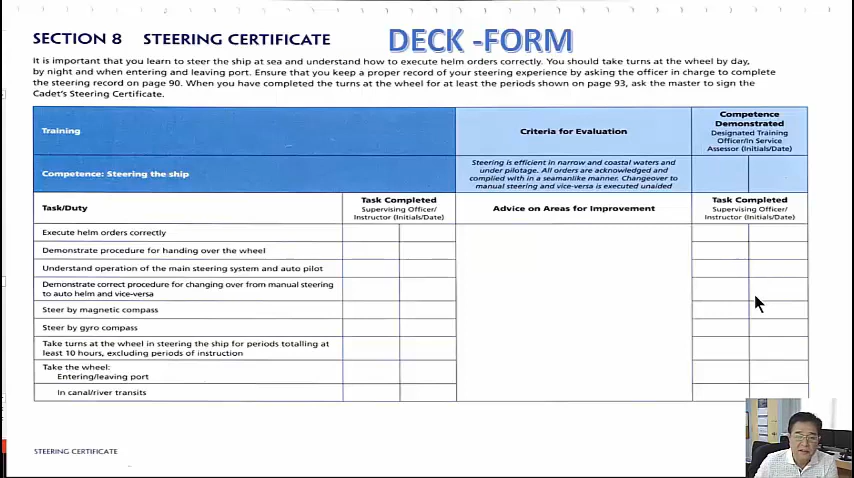 SECTION 8 STEERING CERTIFICATE
DECK -FORM
It is important that you learn to steer the ship at sea and understand how to execute helm orders correctly. You should take turns at the wheel by day,
by night and when entering and leaving port. Ensure that you keep a proper record of your steering experience by asking the officer in charge to complete
the steering record on page 90. When you have completed the turns at the wheel for at least the periods shown on page 93, ask the master to sign the
Cadet's Steering Certificate.
Training
Criteria for Evaluation
Competence
Demonstrated
Designated Training
Officer/In Service
Assessor (Initials/Date)
Competence: Steering the ship
Steering is efficient in narrow and coastal waters and
under pilotage. All orders are acknowledged and
complied with in a seamanlike manner. Changeover to
manual steering and vice-versa is executed unaided
Task/Duty
Task Completed
Supervising Officer/
Instructor (Initials/Date)
Advice on Areas for Improvement
Task Completed
Supervising Officer/
Instructor (Initials/Date)
Execute helm orders correctly
Demonstrate procedure for handing over the wheel
Understand operation of the main steering system and auto pilot
Demonstrate correct procedure for changing over from manual steering
to auto helm and vice-versa
Steer by magnetic compass
Steer by gyro compass
Take turns at the wheel in steering the ship for periods totalling at
least 10 hours, excluding periods of instruction
Take the wheel:
Entering/leaving port
In canal/river transits
STEERING CERTIFICATE